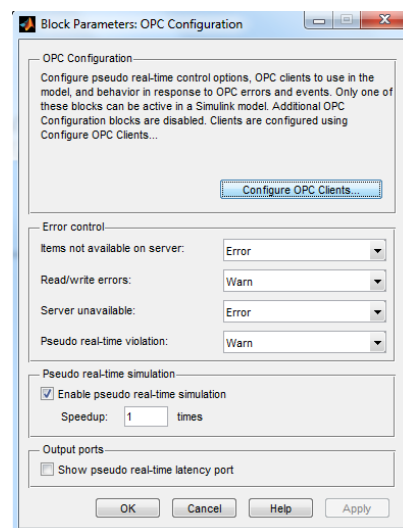 Block Parameters: OPC Configuration
OPC Configuration
Configure pseudo real-time control options, OPC clients to use in the
model, and behavior in response to OPC errors and events. Only one of
these blocks can be active in a Simulink model. Additional OPC
Configuration blocks are disabled. Clients are configured using
Configure OPC Clients...
Configure OPC Clients...
Error control
Items not available on server: Error
Read/write errors: Warn
Server unavailable: Error
Pseudo real-time violation: Warn
Pseudo real-time simulation
Enable pseudo real-time simulation
Speedup: 1 times
Output ports
Show pseudo real-time latency port
OK Cancel Help Apply